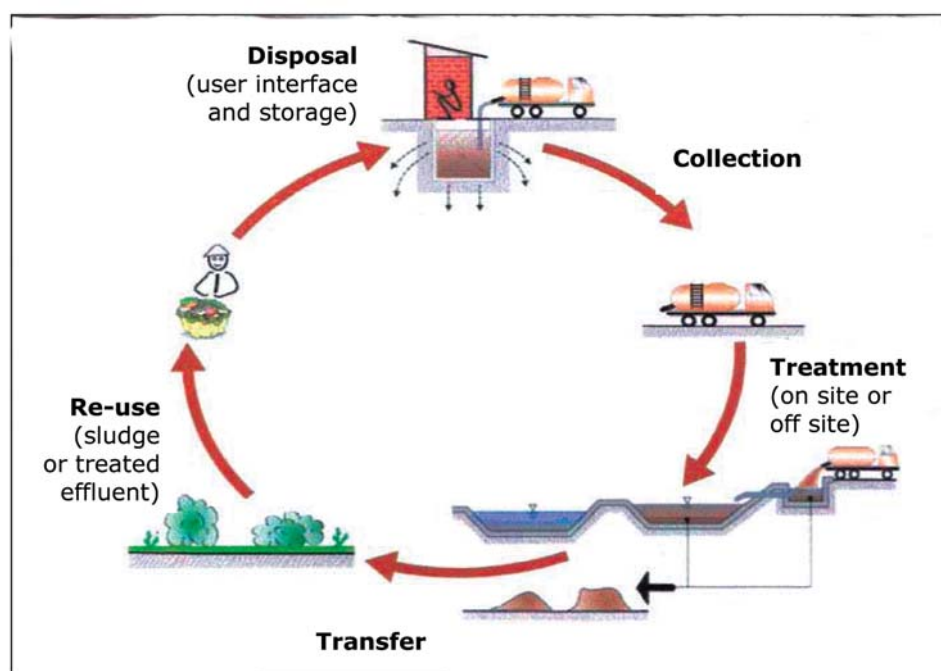 Disposal
(user interface
and storage)
Collection
Treatment
(on site or
off site)
Re-use
(sludge
or treated
effluent)
Transfer